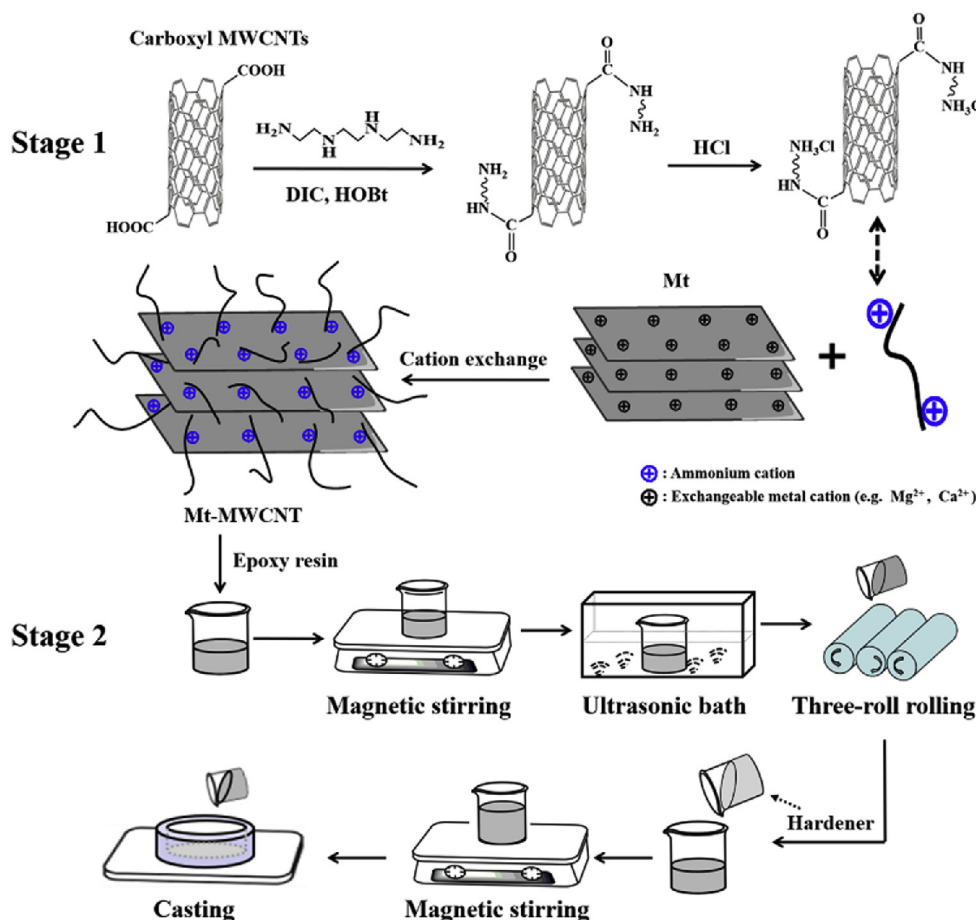 Carboxyl MWCNTs
COOH
HOOC
Stage 1
H₂N
N
H
H
N
NH₂
DIC, HOBt
O
C
NH
NH₂
NH₂
HN
C
O
HCl
O
C
NH
NH₃C
NH₃Cl
HN
C
O
Mt
Cation exchange
+
⊕ : Ammonium cation
⊕ : Exchangeable metal cation (e.g. Mg²⁺, Ca²⁺)
Mt-MWCNT
Epoxy resin
Stage 2
Magnetic stirring
Ultrasonic bath
Three-roll rolling
Hardener
Casting
Magnetic stirring